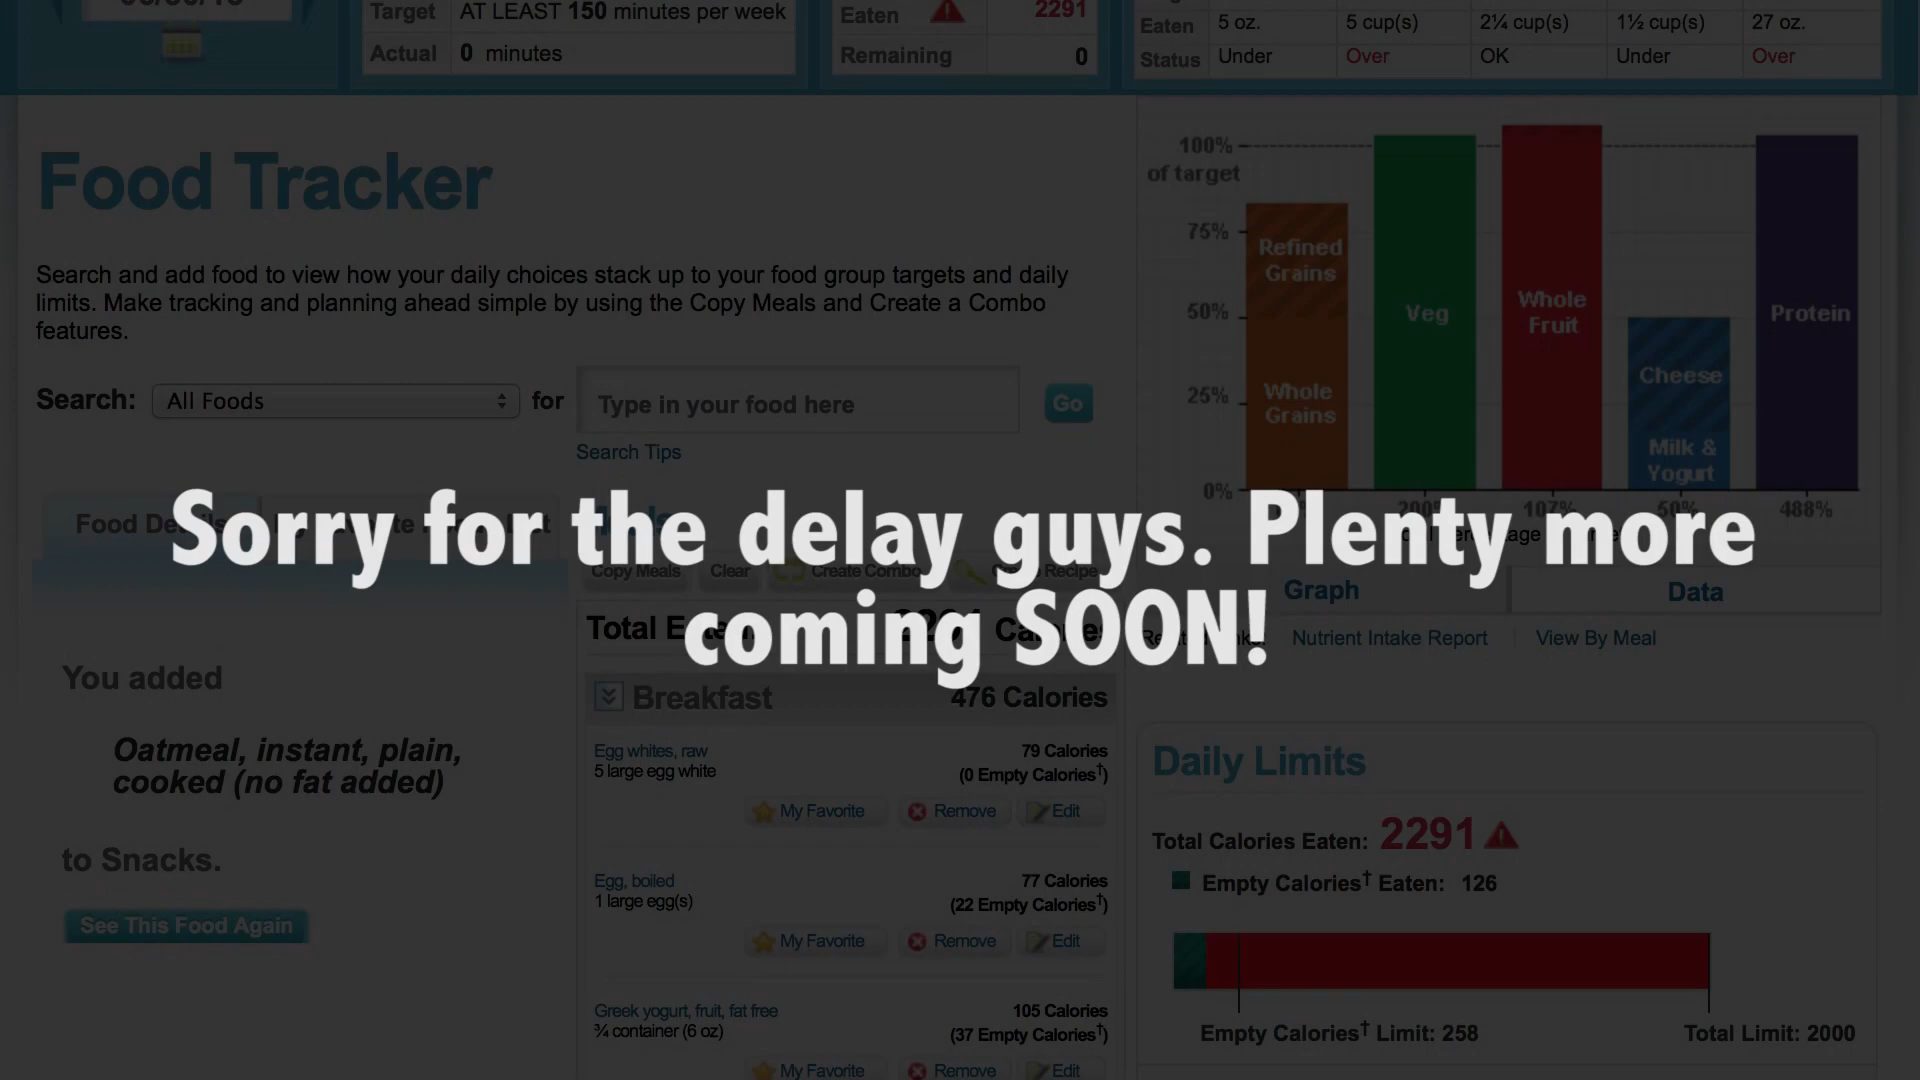 Target AT LEAST 150 minutes per week
Actual 0 minutes
Eaten 2291
Remaining 0
Eaten 5 oz. 5 cup(s) 2¼ cup(s) 1½ cup(s) 27 oz.
Status Under Over OK Under Over
Food Tracker
Search and add food to view how your daily choices stack up to your food group targets and daily
limits. Make tracking and planning ahead simple by using the Copy Meals and Create a Combo
features.
Search: All Foods for Type in your food here Go
Search Tips
100%
of target
75%
50%
25%
0%
Refined
Grains
Whole
Grains
Veg
Whole
Fruit
Cheese
Milk &
Yogurt
Protein
200% 107% 50% 488%
Sorry for the delay guys. Plenty more
coming SOON!
Food
Copy Meals Clear Create Combo Recipe
Graph Data
Nutrient Intake Report View By Meal
Total
You added
Oatmeal, instant, plain,
cooked (no fat added)
to Snacks.
See This Food Again
Breakfast 476 Calories
Egg whites, raw 79 Calories
5 large egg white (0 Empty Calories†)
My Favorite Remove Edit
Egg, boiled 77 Calories
1 large egg(s) (22 Empty Calories†)
My Favorite Remove Edit
Greek yogurt, fruit, fat free 105 Calories
¾ container (6 oz) (37 Empty Calories†)
My Favorite Remove Edit
Daily Limits
Total Calories Eaten: 2291
Empty Calories† Eaten: 126
Empty Calories† Limit: 258 Total Limit: 2000